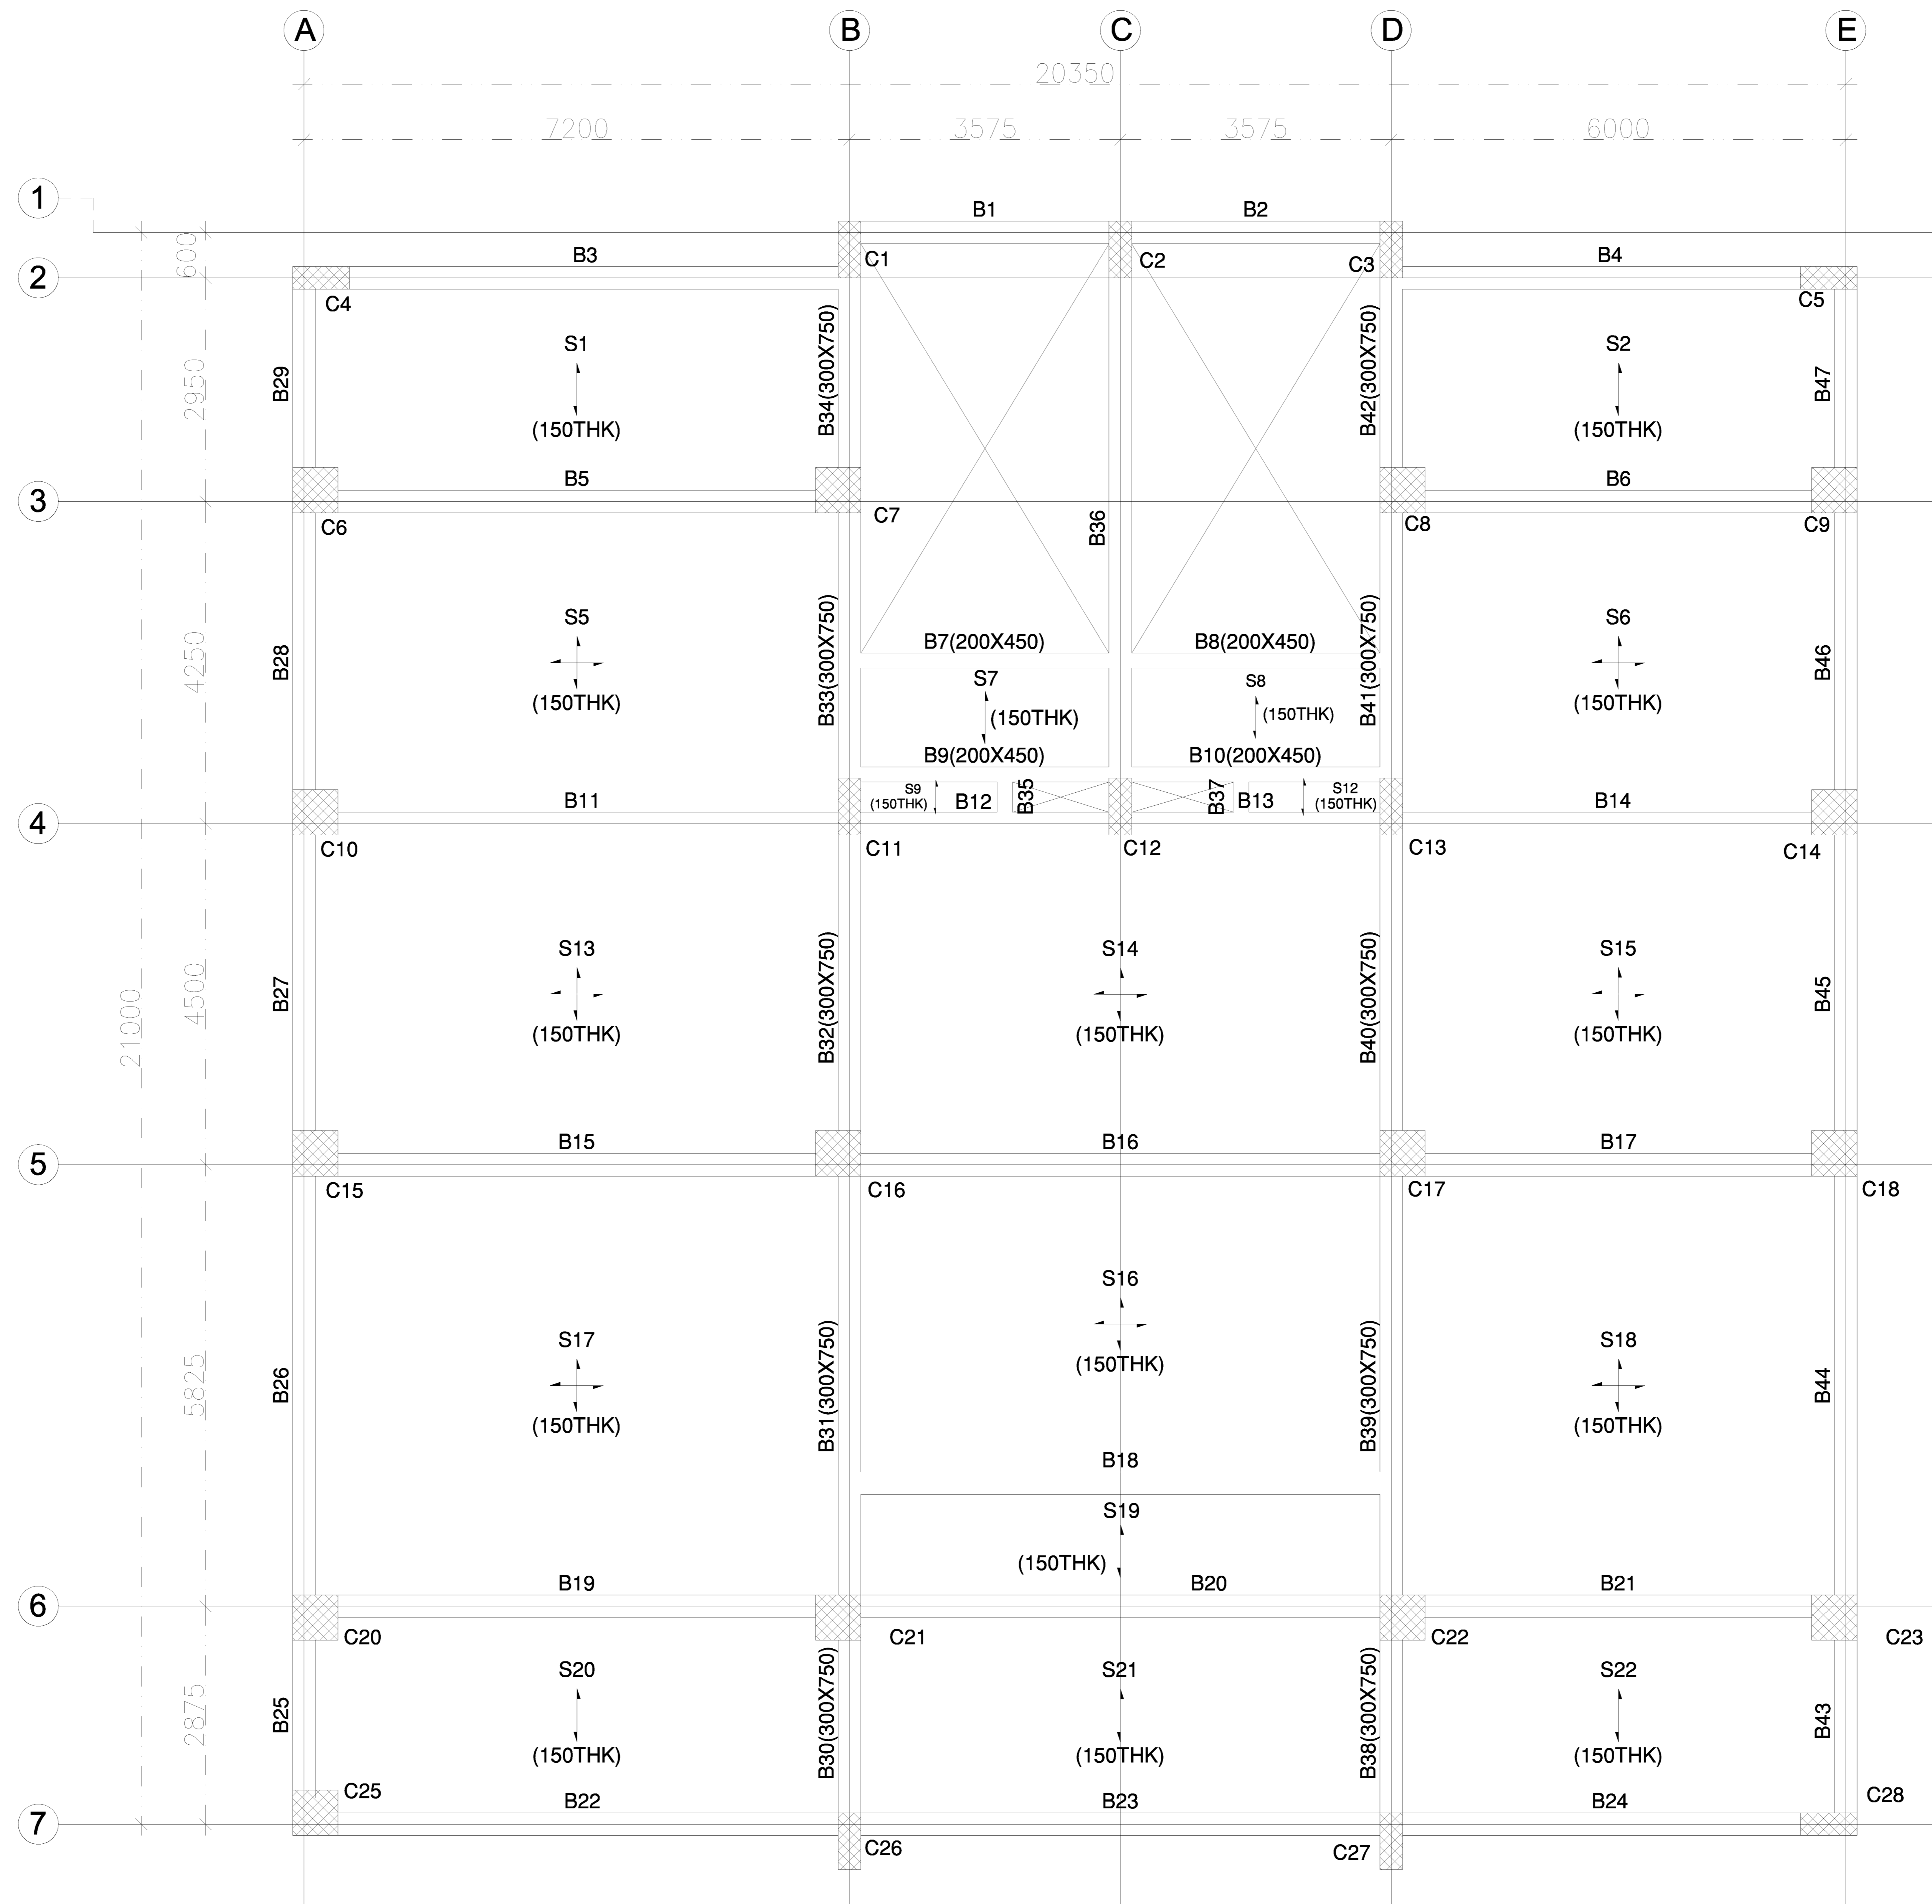 A B C D E
20350
7200 3575 3575 6000
1
B1 B2
600
B3 B4
C1 C2 C3
2
C4 C5
S1 S2
B29 2950 B34(300X750) B42(300X750) B47
(150THK) (150THK)
B5 B6
3
C6 C7 B36 C8 C9
S5 S6
B7(200X450) B8(200X450)
4250 B28 B33(300X750) B41(300X750) B46
S7 S8
(150THK) (150THK) (150THK) (150THK)
B9(200X450) B10(200X450)
S9 B35 B37 S12
(150THK) B12 B13 (150THK)
B11 B14
4
C10 C11 C12 C13 C14
S13 S14 S15
4500 B27 B32(300X750) B40(300X750) B45
21000
(150THK) (150THK) (150THK)
B15 B16 B17
5
C15 C16 C17 C18
S16
S17 (150THK) S18
5825 B26 B31(300X750) B39(300X750) B44
(150THK) (150THK)
B18
S19
(150THK)
B19 B20 B21
6
C20 C21 C22 C23
S20 S21 S22
2875 B25 B30(300X750) B38(300X750) B43
(150THK) (150THK) (150THK)
C25 C28
B22 B23 B24
7
C26 C27